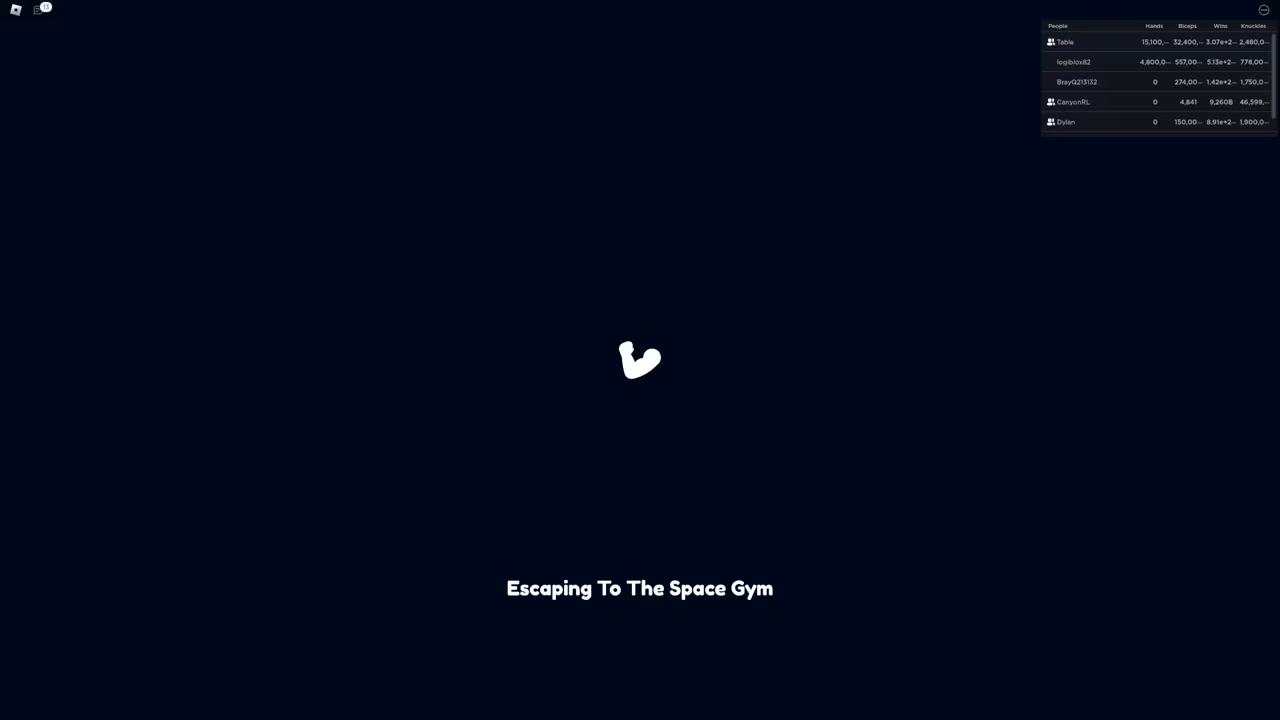 13
People Hands Biceps Wins Knuckles
Table 15,100,... 32,400,... 3.07e+2... 2,480,0...
logibiox82 4,800,0... 557,00... 5.13e+2... 778,00...
BrayQ213132 0 274,00... 1.42e+2... 1,750,0...
CanyonRL 0 4,841 9,260B 46,599,...
Dylan 0 150,00... 8.91e+2... 1,900,0...
Escaping To The Space Gym